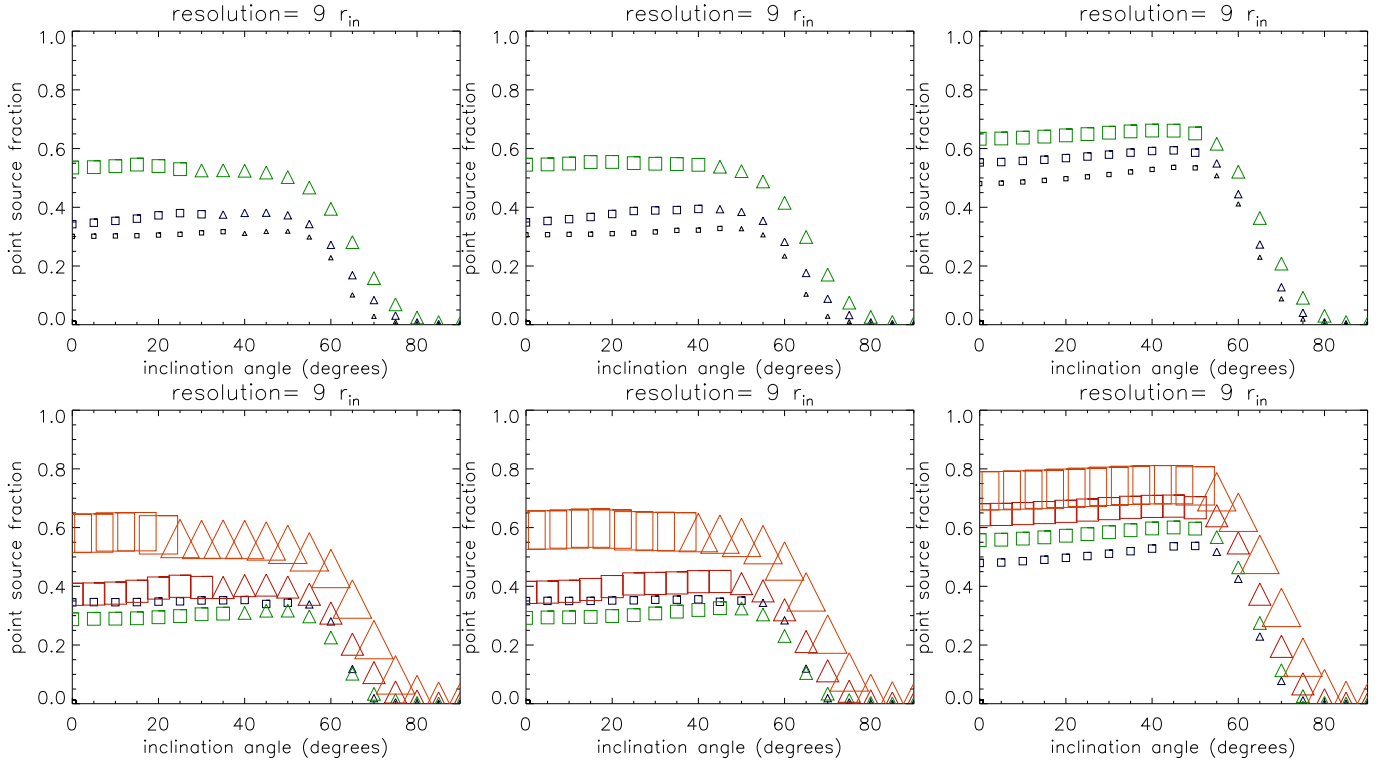 resolution= 9 r_in
resolution= 9 r_in
resolution= 9 r_in
point source fraction
1.0
0.8
0.6
0.4
0.2
0.0
0 20 40 60 80
inclination angle (degrees)
point source fraction
1.0
0.8
0.6
0.4
0.2
0.0
0 20 40 60 80
inclination angle (degrees)
point source fraction
1.0
0.8
0.6
0.4
0.2
0.0
0 20 40 60 80
inclination angle (degrees)
resolution= 9 r_in
resolution= 9 r_in
resolution= 9 r_in
point source fraction
1.0
0.8
0.6
0.4
0.2
0.0
0 20 40 60 80
inclination angle (degrees)
point source fraction
1.0
0.8
0.6
0.4
0.2
0.0
0 20 40 60 80
inclination angle (degrees)
point source fraction
1.0
0.8
0.6
0.4
0.2
0.0
0 20 40 60 80
inclination angle (degrees)